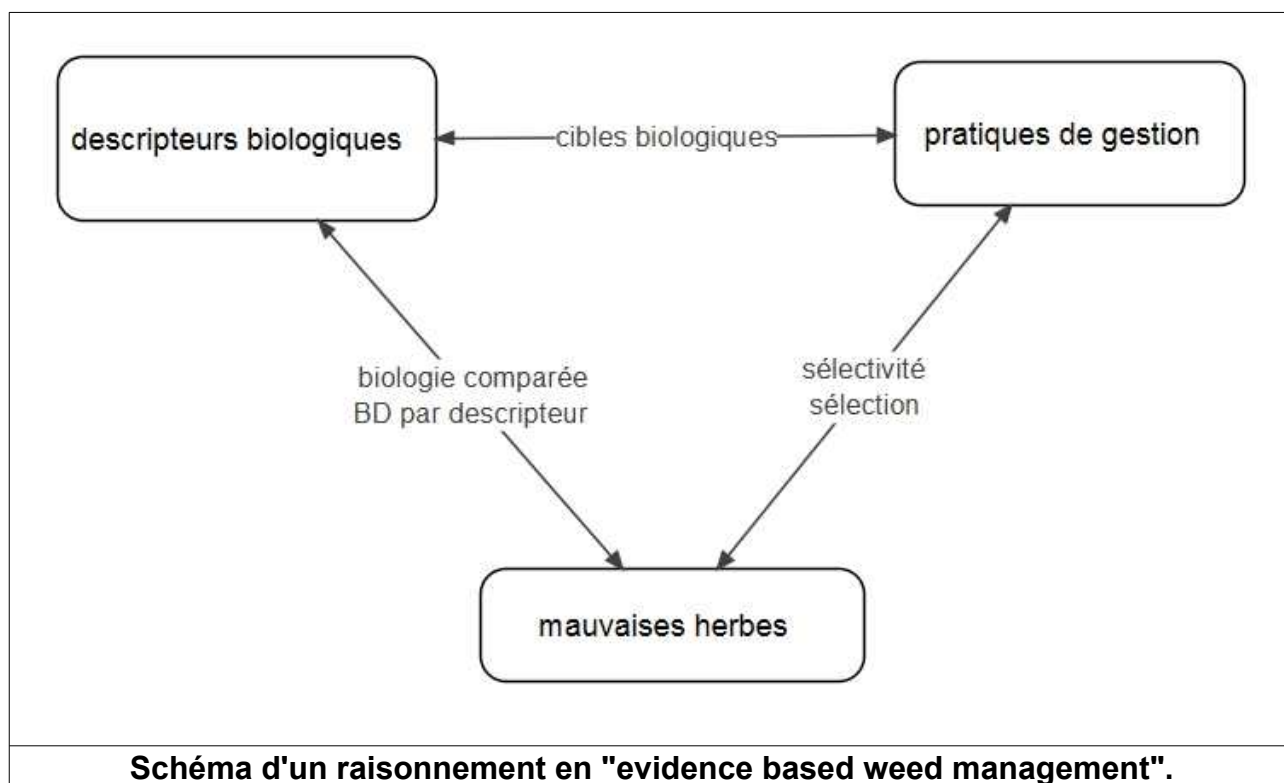 descripteurs biologiques
cibles biologiques
pratiques de gestion
biologie comparée
BD par descripteur
sélectivité
sélection
mauvaises herbes
Schéma d'un raisonnement en "evidence based weed management".